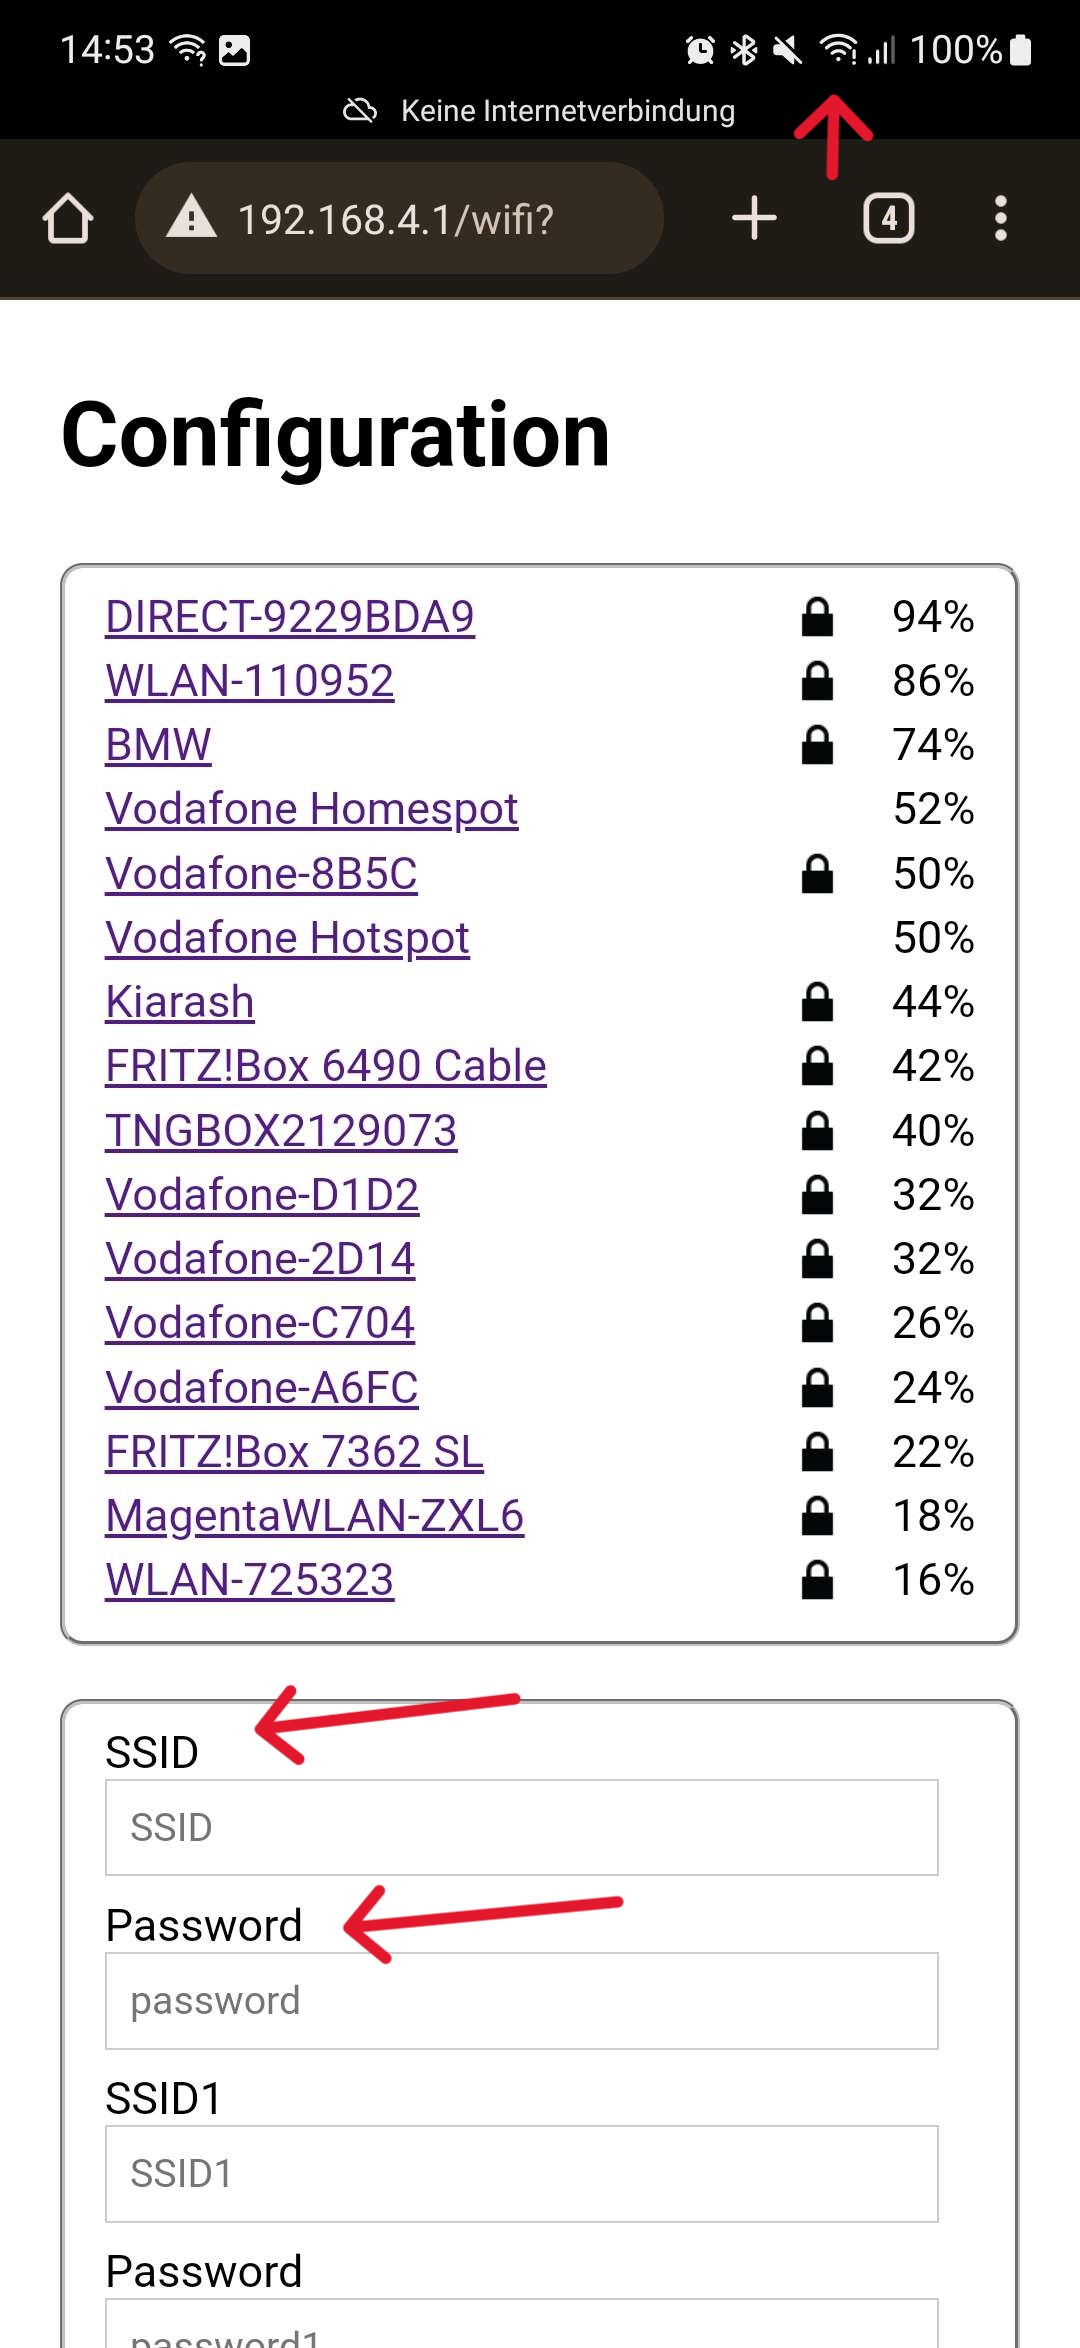 14:53 100%
Keine Internetverbindung
192.168.4.1/wifi? 4
Configuration
DIRECT-9229BDA9 94%
WLAN-110952 86%
BMW 74%
Vodafone Homespot 52%
Vodafone-8B5C 50%
Vodafone Hotspot 50%
Kiarash 44%
FRITZ!Box 6490 Cable 42%
TNGBOX2129073 40%
Vodafone-D1D2 32%
Vodafone-2D14 32%
Vodafone-C704 26%
Vodafone-A6FC 24%
FRITZ!Box 7362 SL 22%
MagentaWLAN-ZXL6 18%
WLAN-725323 16%
SSID
SSID
Password
password
SSID1
SSID1
Password
password1